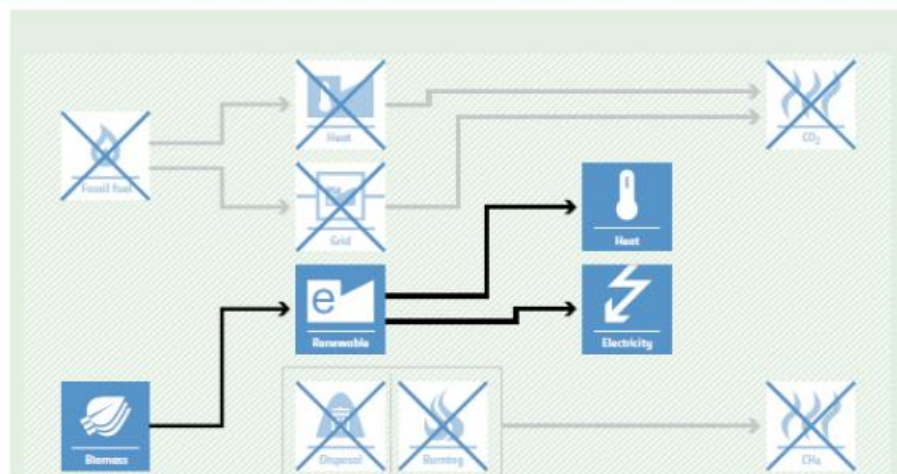 Heat
CO₂
Fossil fuel
Grid
Heat
e
Renewable
Electricity
Biomass
Disposal
Burning
CH₄